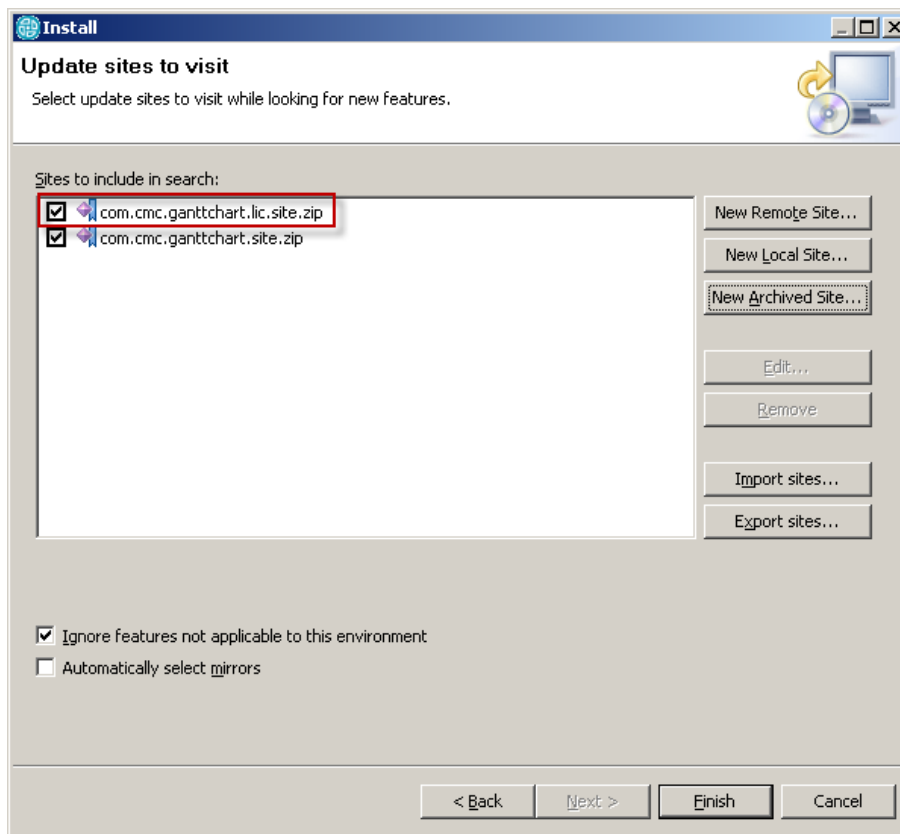 Install
Update sites to visit
Select update sites to visit while looking for new features.
Sites to include in search:
com.cmc.ganttchart.lic.site.zip
com.cmc.ganttchart.site.zip
New Remote Site...
New Local Site...
New Archived Site...
Edit...
Remove
Import sites...
Export sites...
Ignore features not applicable to this environment
Automatically select mirrors
< Back
Next >
Finish
Cancel